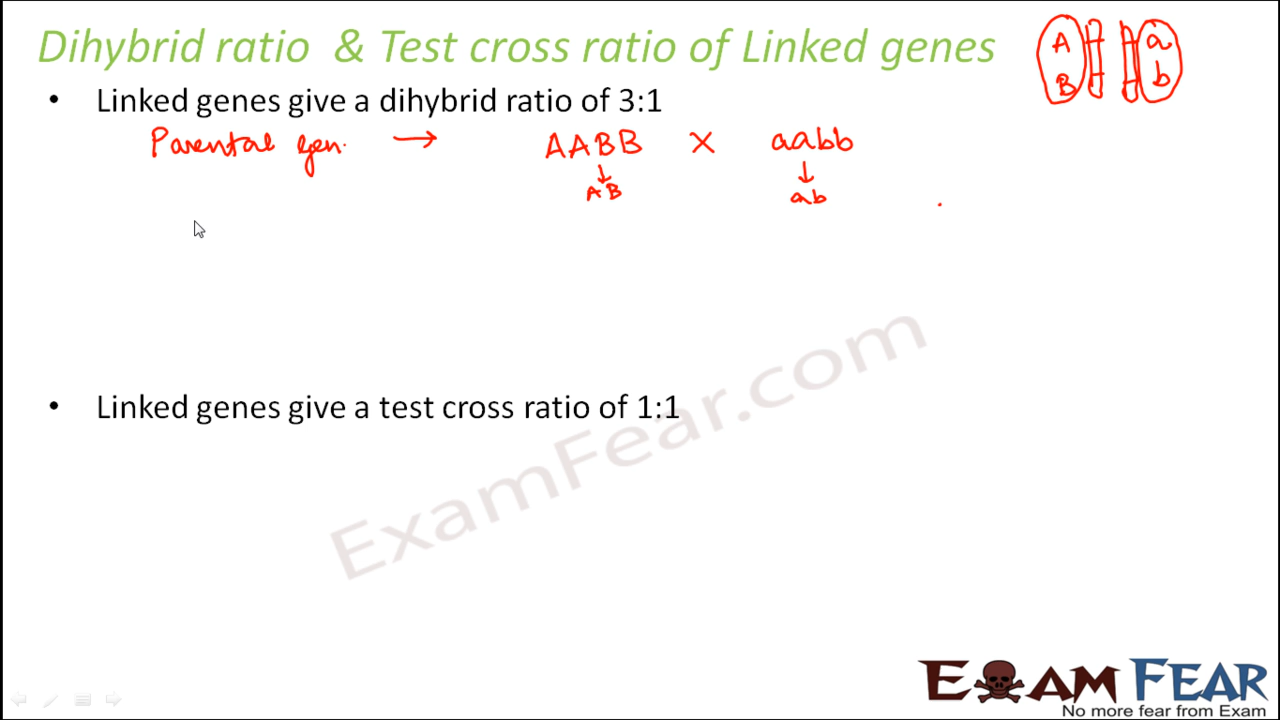 Dihybrid ratio & Test cross ratio of Linked genes
A a
B b
• Linked genes give a dihybrid ratio of 3:1
Parental gen. → AABB X aabb
↓ ↓
AB ab
• Linked genes give a test cross ratio of 1:1
ExamFear.com
EXAM FEAR
No more fear from Exam